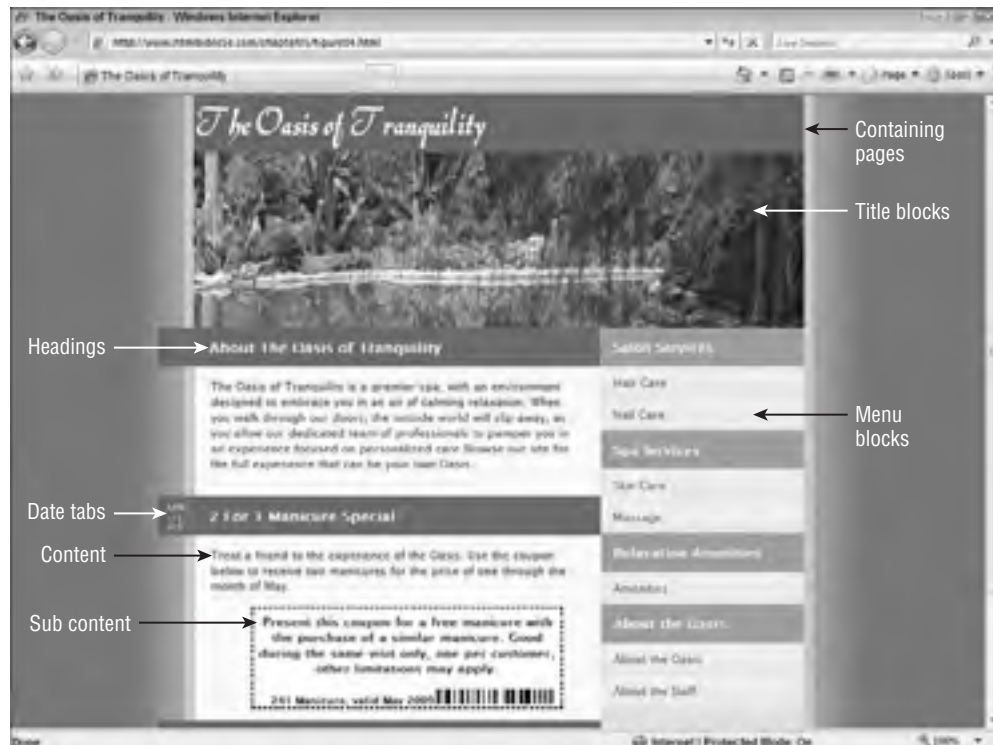 The Oasis of Tranquility - Windows Internet Explorer
The Oasis of Tranquility
Page
Tools
The Oasis of Tranquility
Containing
pages
Title blocks
Headings
About The Oasis of Tranquility
Salon Services
The Oasis of Tranquility is a premier spa, with an environment
designed to embrace you in an air of calming relaxation. When
you walk through our doors, the outside world will slip away, as
you allow our dedicated team of professionals to pamper you in
an experience focused on personalized care Browse our site for
the full experience that can be your own Oasis.
Hair Care
Nail Care
Menu
blocks
Spa Services
Skin Care
Massage
Date tabs
2 For 1 Manicure Special
Content
Treat a friend to the experience of the Oasis. Use the coupon
below to receive two manicures for the price of one through the
month of May.
Relaxation Amenities
Amenities
Sub content
Present this coupon for a free manicure with
the purchase of a similar manicure. Good
during the same visit only, one per customer,
other limitations may apply.
241 Manicure, valid May 2009
About the Oasis
About the Oasis
About the Staff
Done
Internet | Protected Mode: On
100%